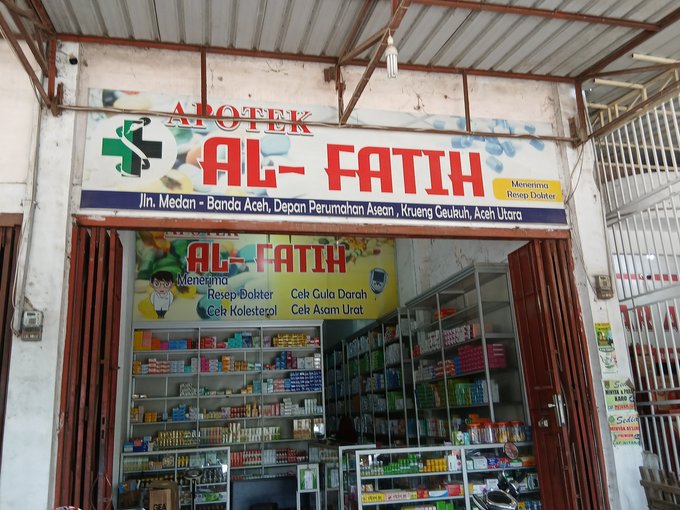 APOTEK
AL- FATIH
Menerima
Resep Dokter
Jln. Medan - Banda Aceh, Depan Perumahan Asean , Krueng Geukuh, Aceh Utara
AL- FATIH
Menerima
Resep Dokter Cek Gula Darah
Cek Kolesterol Cek Asam Urat